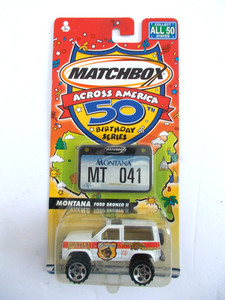 COLLECT
ALL 50
STATES
MATCHBOX
ACROSS AMERICA
50
BIRTHDAY
SERIES
MONTANA
MT 041
MONTANA FORD BRONCO II